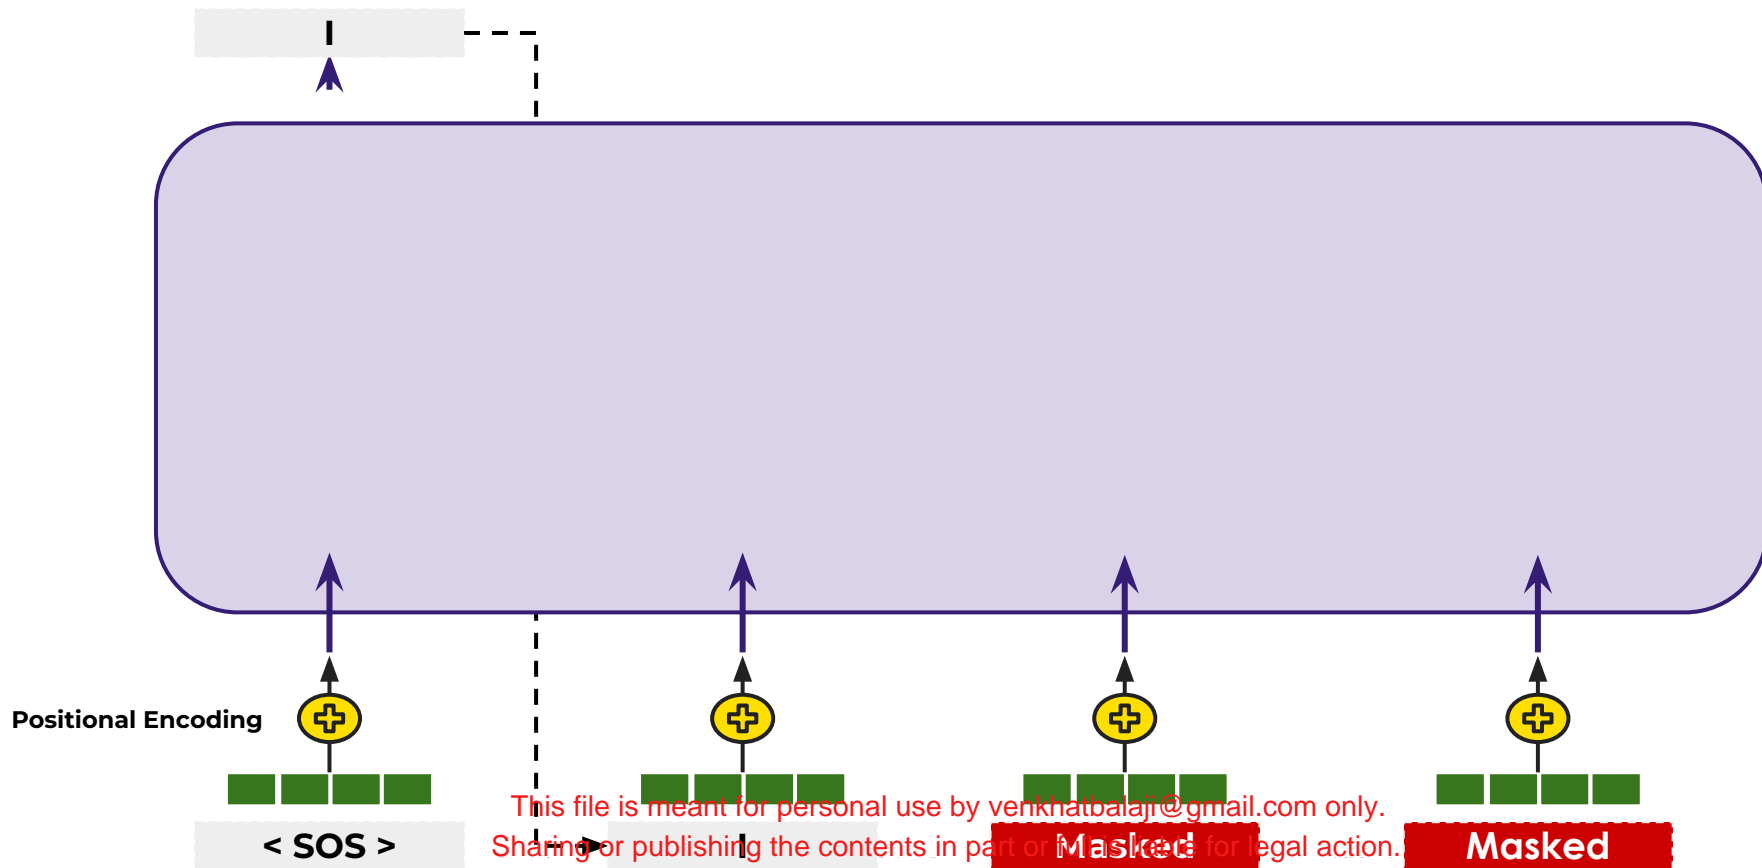 I
Positional Encoding
This file is meant for personal use by venkhatbalaji@gmail.com only.
< SOS >
I
Masked
Masked
Sharing or publishing the contents in part or full is liable for legal action.